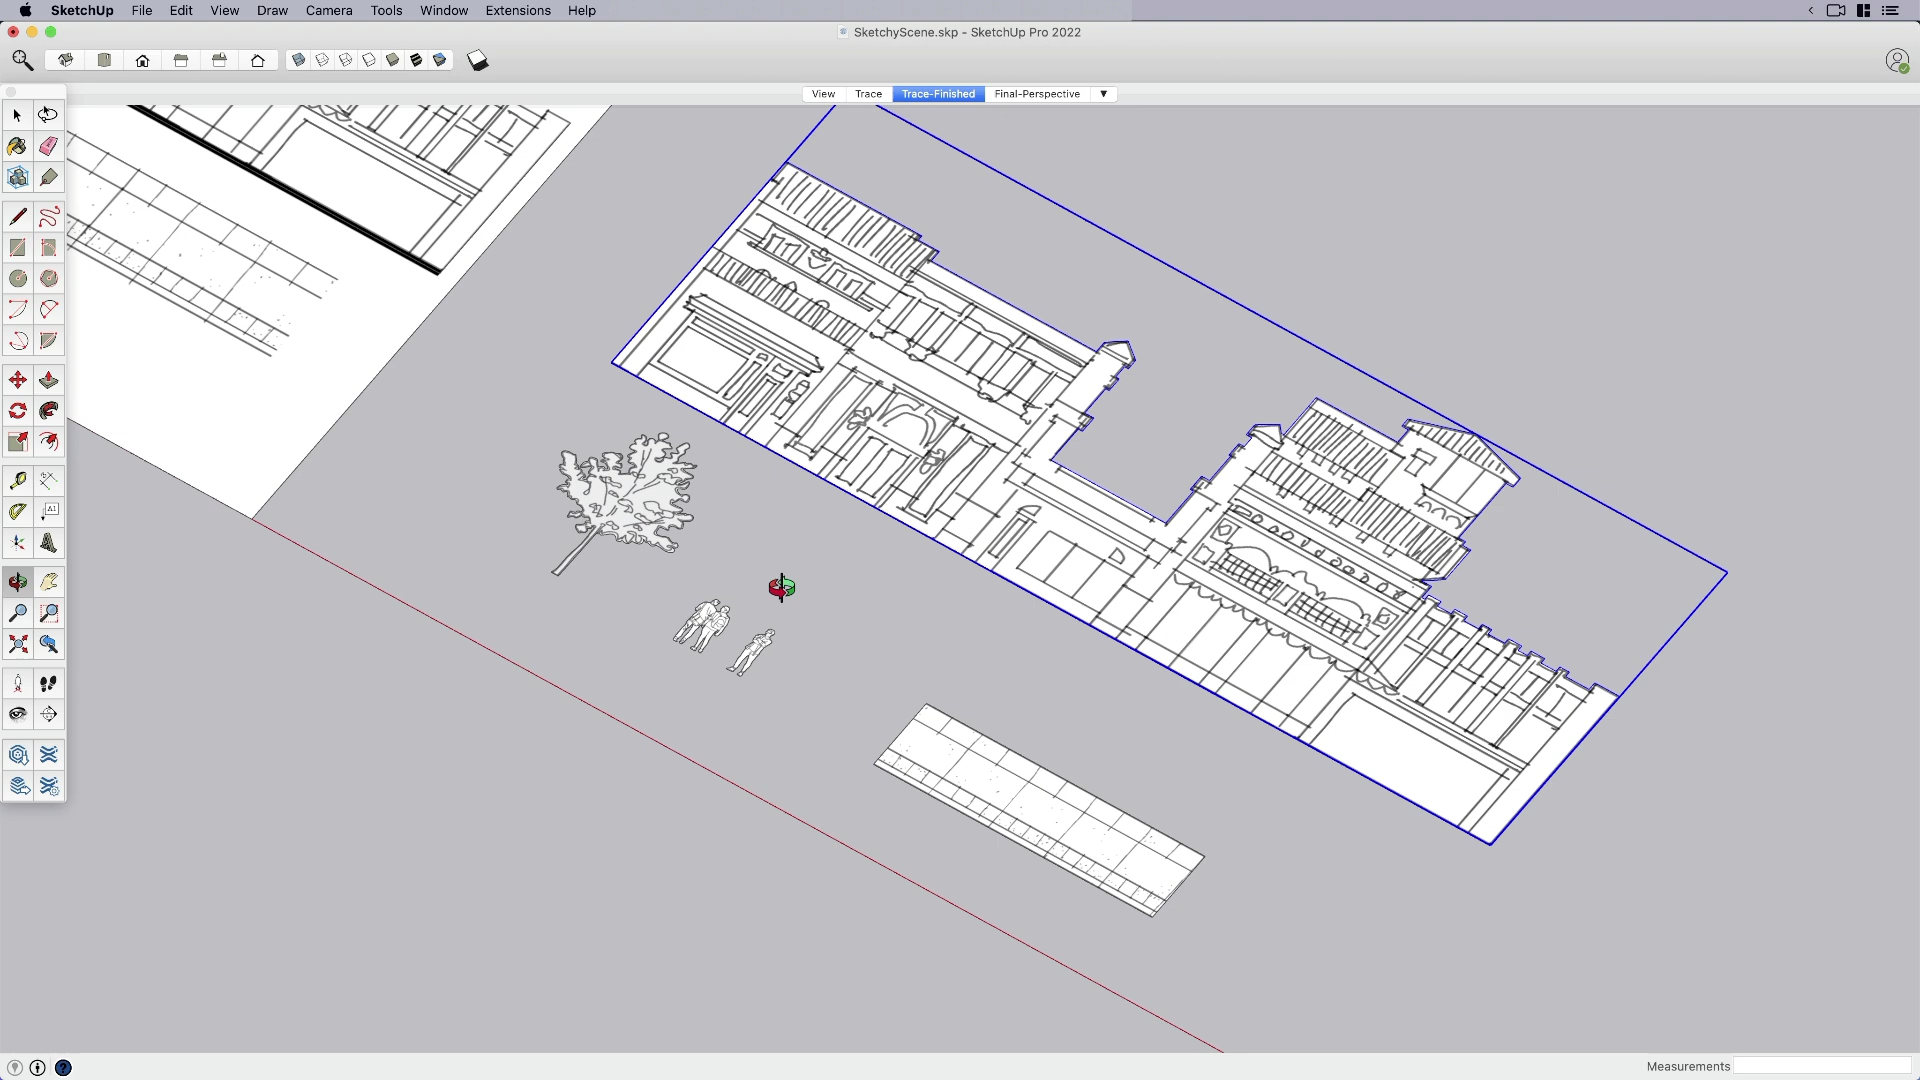 SketchUp File Edit View Draw Camera Tools Window Extensions Help
SketchyScene.skp - SketchUp Pro 2022
View Trace Trace-Finished Final-Perspective
A1
Measurements